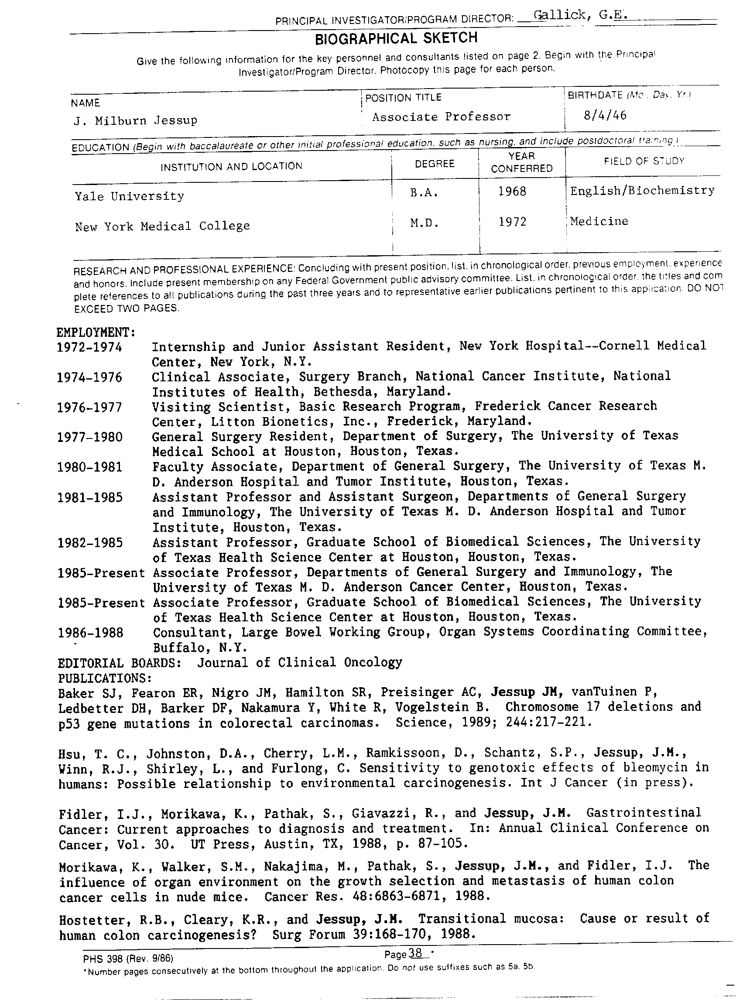 PRINCIPAL INVESTIGATOR/PROGRAM DIRECTOR: Gallick, G.E.
BIOGRAPHICAL SKETCH
Give the following information for the key personnel and consultants listed on page 2. Begin with the Principal
Investigator/Program Director. Photocopy this page for each person.
NAME POSITION TITLE BIRTHDATE (Mo., Day, Yr.)
J. Milburn Jessup Associate Professor 8/4/46
EDUCATION (Begin with baccalaureate or other initial professional education, such as nursing, and include postdoctoral training.)
INSTITUTION AND LOCATION DEGREE YEAR CONFERRED FIELD OF STUDY
Yale University B.A. 1968 English/Biochemistry
New York Medical College M.D. 1972 Medicine
RESEARCH AND PROFESSIONAL EXPERIENCE: Concluding with present position, list, in chronological order, previous employment, experience
and honors. Include present membership on any Federal Government public advisory committee. List, in chronological order, the titles and com
plete references to all publications during the past three years and to representative earlier publications pertinent to this application. DO NOT
EXCEED TWO PAGES.
EMPLOYMENT:
1972-1974 Internship and Junior Assistant Resident, New York Hospital--Cornell Medical
Center, New York, N.Y.
1974-1976 Clinical Associate, Surgery Branch, National Cancer Institute, National
Institutes of Health, Bethesda, Maryland.
1976-1977 Visiting Scientist, Basic Research Program, Frederick Cancer Research
Center, Litton Bionetics, Inc., Frederick, Maryland.
1977-1980 General Surgery Resident, Department of Surgery, The University of Texas
Medical School at Houston, Houston, Texas.
1980-1981 Faculty Associate, Department of General Surgery, The University of Texas M.
D. Anderson Hospital and Tumor Institute, Houston, Texas.
1981-1985 Assistant Professor and Assistant Surgeon, Departments of General Surgery
and Immunology, The University of Texas M. D. Anderson Hospital and Tumor
Institute, Houston, Texas.
1982-1985 Assistant Professor, Graduate School of Biomedical Sciences, The University
of Texas Health Science Center at Houston, Houston, Texas.
1985-Present Associate Professor, Departments of General Surgery and Immunology, The
University of Texas M. D. Anderson Cancer Center, Houston, Texas.
1985-Present Associate Professor, Graduate School of Biomedical Sciences, The University
of Texas Health Science Center at Houston, Houston, Texas.
1986-1988 Consultant, Large Bowel Working Group, Organ Systems Coordinating Committee,
Buffalo, N.Y.
EDITORIAL BOARDS: Journal of Clinical Oncology
PUBLICATIONS:
Baker SJ, Fearon ER, Nigro JM, Hamilton SR, Preisinger AC, Jessup JM, vanTuinen P,
Ledbetter DH, Barker DF, Nakamura Y, White R, Vogelstein B. Chromosome 17 deletions and
p53 gene mutations in colorectal carcinomas. Science, 1989; 244:217-221.
Hsu, T. C., Johnston, D.A., Cherry, L.M., Ramkissoon, D., Schantz, S.P., Jessup, J.M.,
Winn, R.J., Shirley, L., and Furlong, C. Sensitivity to genotoxic effects of bleomycin in
humans: Possible relationship to environmental carcinogenesis. Int J Cancer (in press).
Fidler, I.J., Morikawa, K., Pathak, S., Giavazzi, R., and Jessup, J.M. Gastrointestinal
Cancer: Current approaches to diagnosis and treatment. In: Annual Clinical Conference on
Cancer, Vol. 30. UT Press, Austin, TX, 1988, p. 87-105.
Morikawa, K., Walker, S.M., Nakajima, M., Pathak, S., Jessup, J.M., and Fidler, I.J. The
influence of organ environment on the growth selection and metastasis of human colon
cancer cells in nude mice. Cancer Res. 48:6863-6871, 1988.
Hostetter, R.B., Cleary, K.R., and Jessup, J.M. Transitional mucosa: Cause or result of
human colon carcinogenesis? Surg Forum 39:168-170, 1988.
PHS 398 (Rev. 9/86) Page 38 *
*Number pages consecutively at the bottom throughout the application. Do not use suffixes such as 5a, 5b.